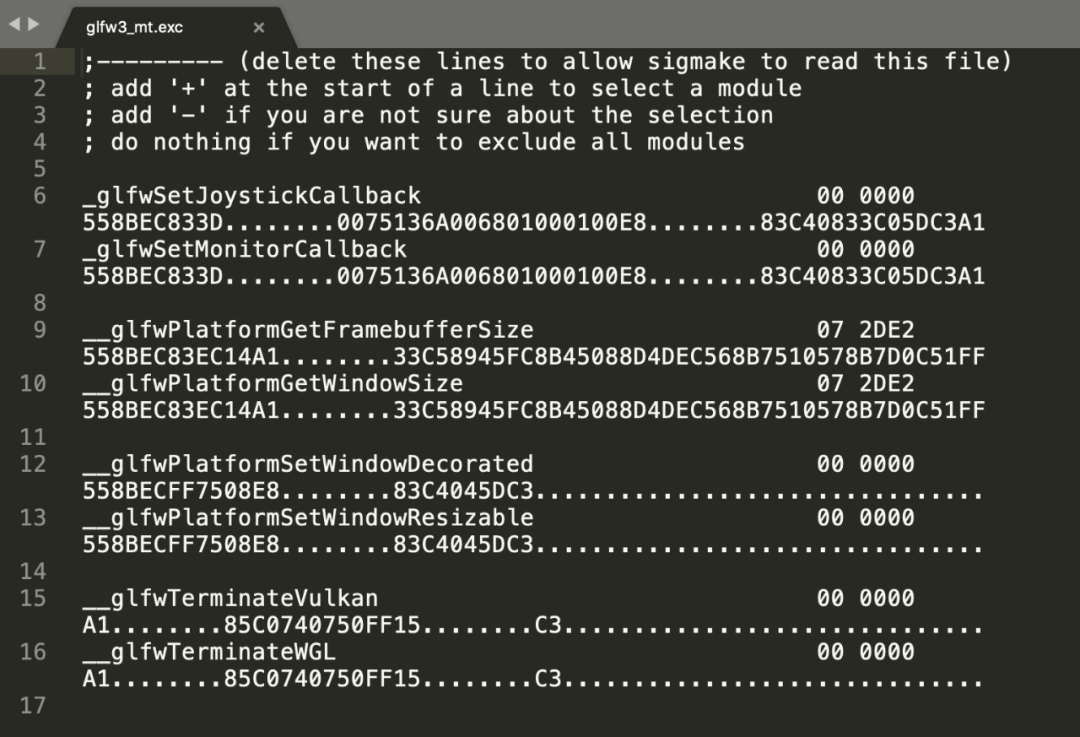 glfw3_mt.exc
1 ;--------- (delete these lines to allow sigmake to read this file)
2 ; add '+' at the start of a line to select a module
3 ; add '-' if you are not sure about the selection
4 ; do nothing if you want to exclude all modules
5
6 _glfwSetJoystickCallback 00 0000
558BEC833D........0075136A006801000100E8........83C40833C05DC3A1
7 _glfwSetMonitorCallback 00 0000
558BEC833D........0075136A006801000100E8........83C40833C05DC3A1
8
9 __glfwPlatformGetFramebufferSize 07 2DE2
558BEC83EC14A1........33C58945FC8B45088D4DEC568B7510578B7D0C51FF
10 __glfwPlatformGetWindowSize 07 2DE2
558BEC83EC14A1........33C58945FC8B45088D4DEC568B7510578B7D0C51FF
11
12 __glfwPlatformSetWindowDecorated 00 0000
558BECFF7508E8........83C4045DC3................................
13 __glfwPlatformSetWindowResizable 00 0000
558BECFF7508E8........83C4045DC3................................
14
15 __glfwTerminateVulkan 00 0000
A1........85C0740750FF15........C3..............................
16 __glfwTerminateWGL 00 0000
A1........85C0740750FF15........C3..............................
17